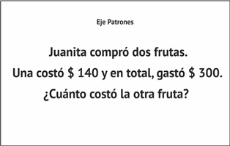 Eje Patrones
Juanita compró dos frutas.
Una costó $ 140 y en total, gastó $ 300.
¿Cuánto costó la otra fruta?